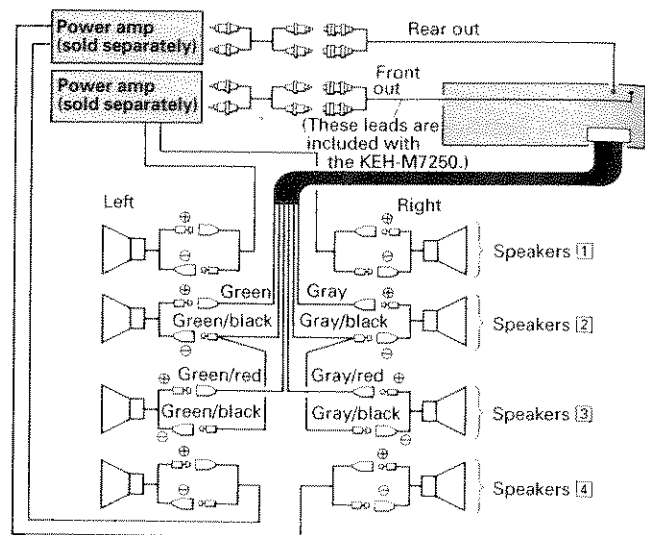 Power amp
(sold separately)
Rear out
Power amp
(sold separately)
Front
out
(These leads are
included with
the KEH-M7250.)
Left
Right
⊕
⊖
⊕
⊖
Speakers 1
⊕
Green
Green/black
⊖
Gray
Gray/black
⊕
⊖
Speakers 2
⊕
Green/red
Green/black
⊖
Gray/red
Gray/black
⊕
⊖
Speakers 3
⊕
⊖
⊕
⊖
Speakers 4